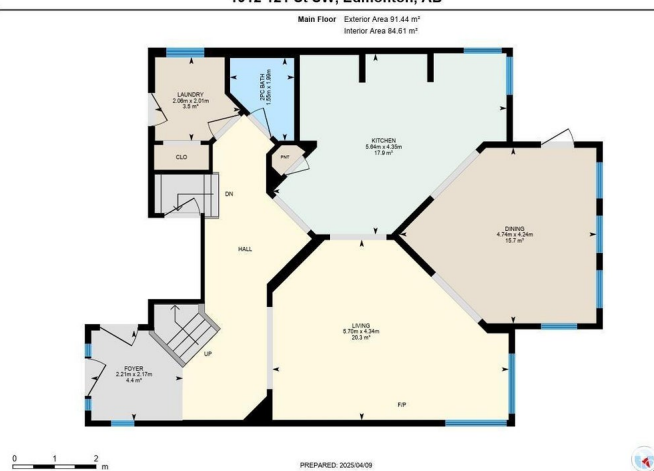 Main Floor Exterior Area 91.44 m²
Interior Area 84.61 m²
LAUNDRY
2.06m x 2.01m
3.5 m²
2PC BATH
1.55m x 1.99m
KITCHEN
5.84m x 4.35m
17.9 m²
CLO
PNT
DN
DINING
4.74m x 4.24m
15.7 m²
HALL
LIVING
5.70m x 4.34m
20.3 m²
UP
FOYER
2.21m x 2.17m
4.4 m²
F/P
0 1 2
m
PREPARED: 2025/04/09